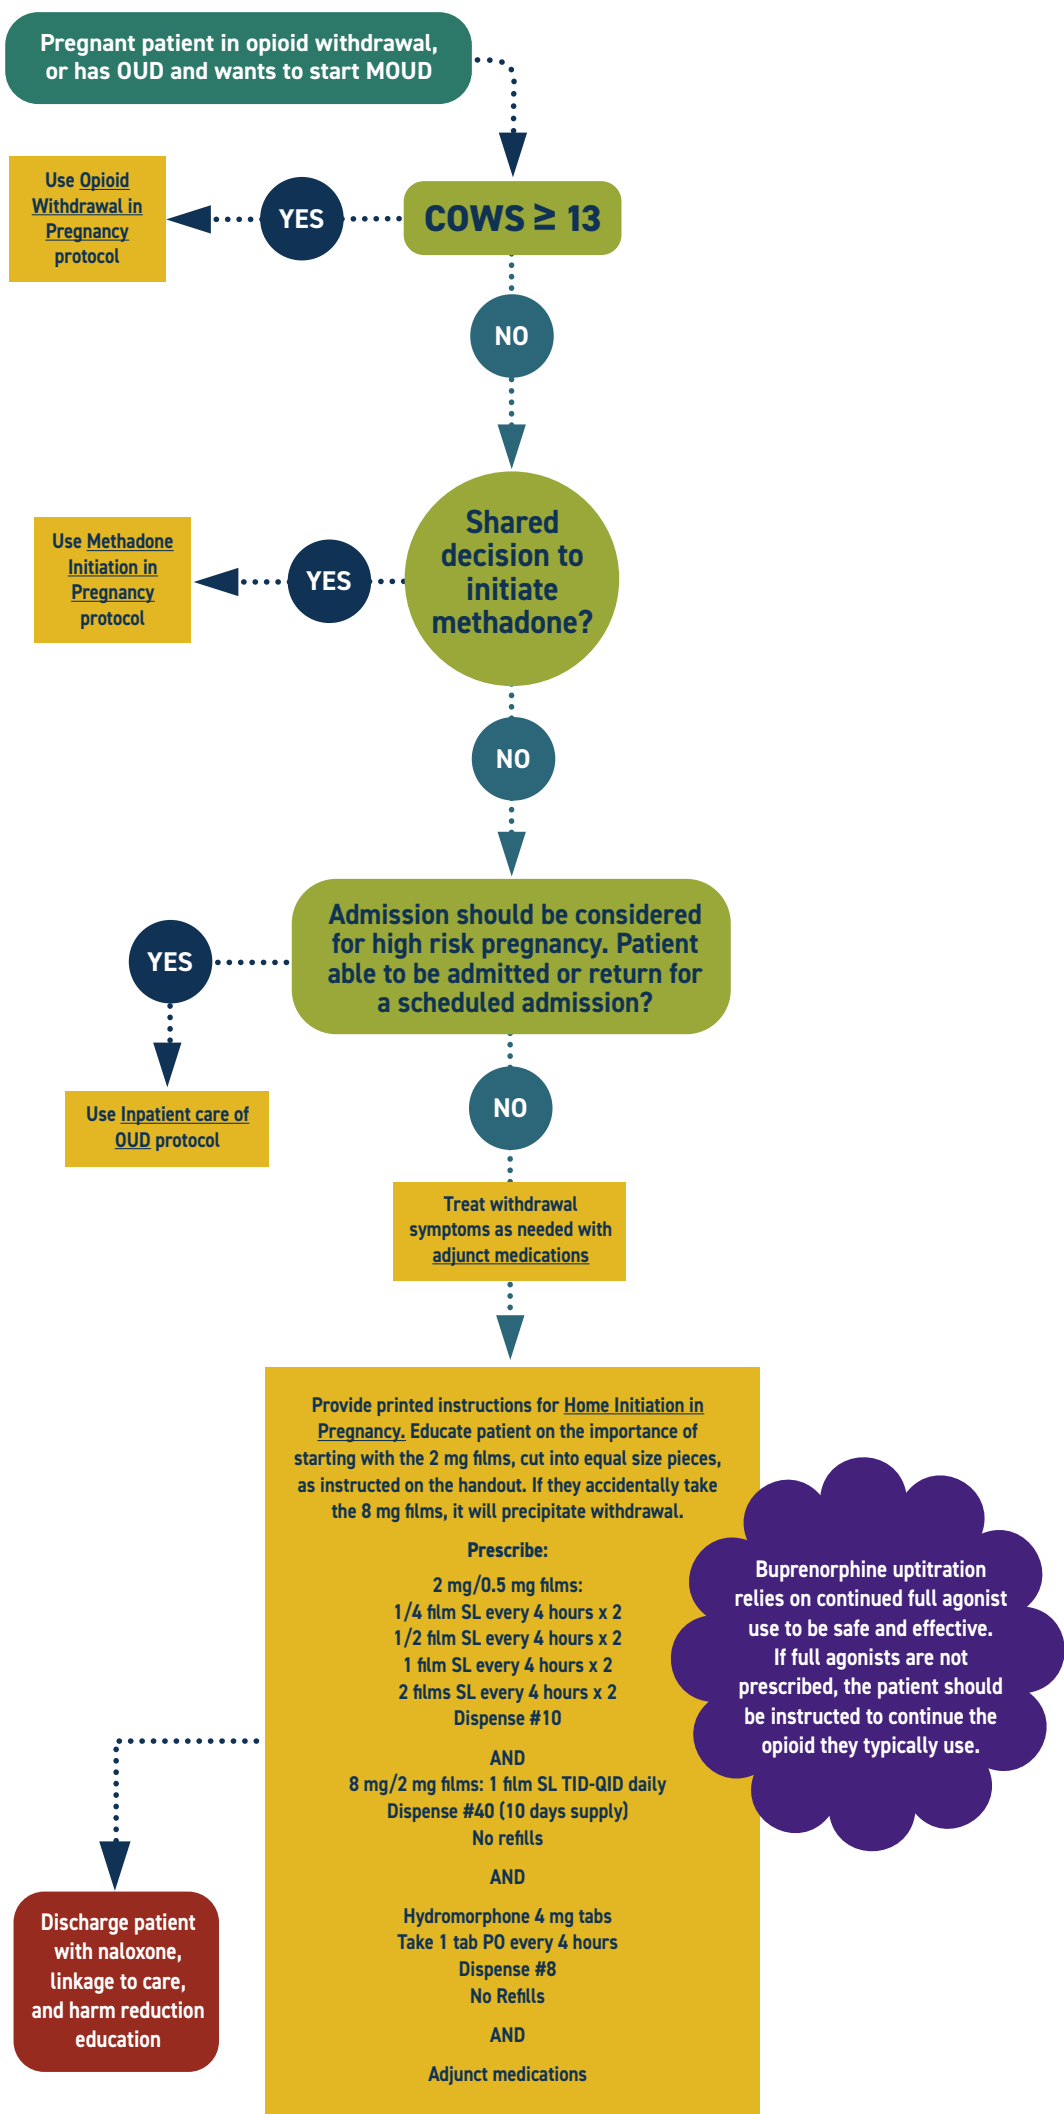 Pregnant patient in opioid withdrawal,
or has OUD and wants to start MOUD
COWS ≥ 13
YES
Use Opioid
Withdrawal in
Pregnancy
protocol
NO
Shared
decision to
initiate
methadone?
YES
Use Methadone
Initiation in
Pregnancy
protocol
NO
Admission should be considered
for high risk pregnancy. Patient
able to be admitted or return for
a scheduled admission?
YES
Use Inpatient care of
OUD protocol
NO
Treat withdrawal
symptoms as needed with
adjunct medications
Provide printed instructions for Home Initiation in
Pregnancy. Educate patient on the importance of
starting with the 2 mg films, cut into equal size pieces,
as instructed on the handout. If they accidentally take
the 8 mg films, it will precipitate withdrawal.
Prescribe:
2 mg/0.5 mg films:
1/4 film SL every 4 hours x 2
1/2 film SL every 4 hours x 2
1 film SL every 4 hours x 2
2 films SL every 4 hours x 2
Dispense #10
AND
8 mg/2 mg films: 1 film SL TID-QID daily
Dispense #40 (10 days supply)
No refills
AND
Hydromorphone 4 mg tabs
Take 1 tab PO every 4 hours
Dispense #8
No Refills
AND
Adjunct medications
Buprenorphine uptitration
relies on continued full agonist
use to be safe and effective.
If full agonists are not
prescribed, the patient should
be instructed to continue the
opioid they typically use.
Discharge patient
with naloxone,
linkage to care,
and harm reduction
education